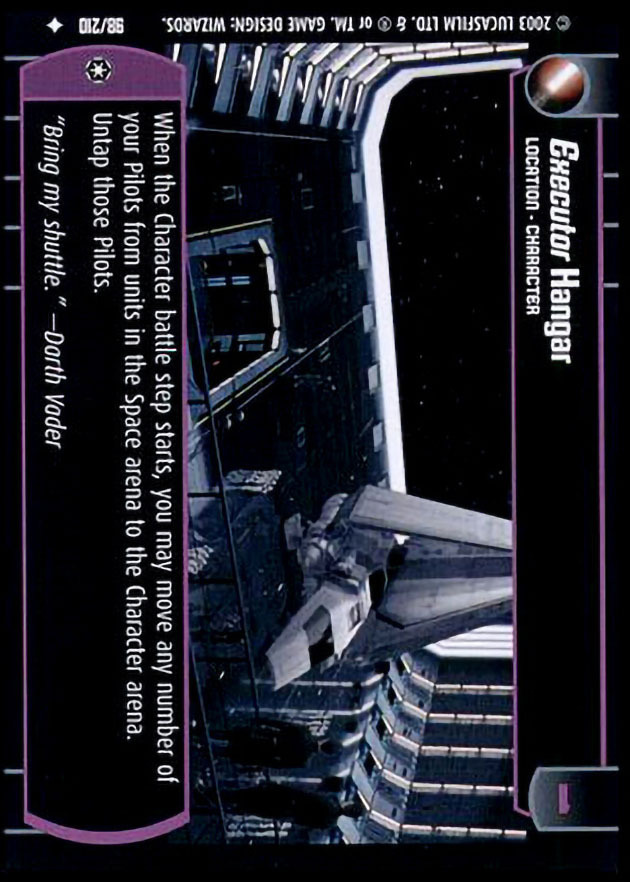 Executor Hangar
1
LOCATION - CHARACTER
When the Character battle step starts, you may move any number of
your Pilots from units in the Space arena to the Character arena.
Untap those Pilots.
"Bring my shuttle." —Darth Vader
© 2003 LUCASFILM LTD. & ® or TM. GAME DESIGN: WIZARDS.
98/210